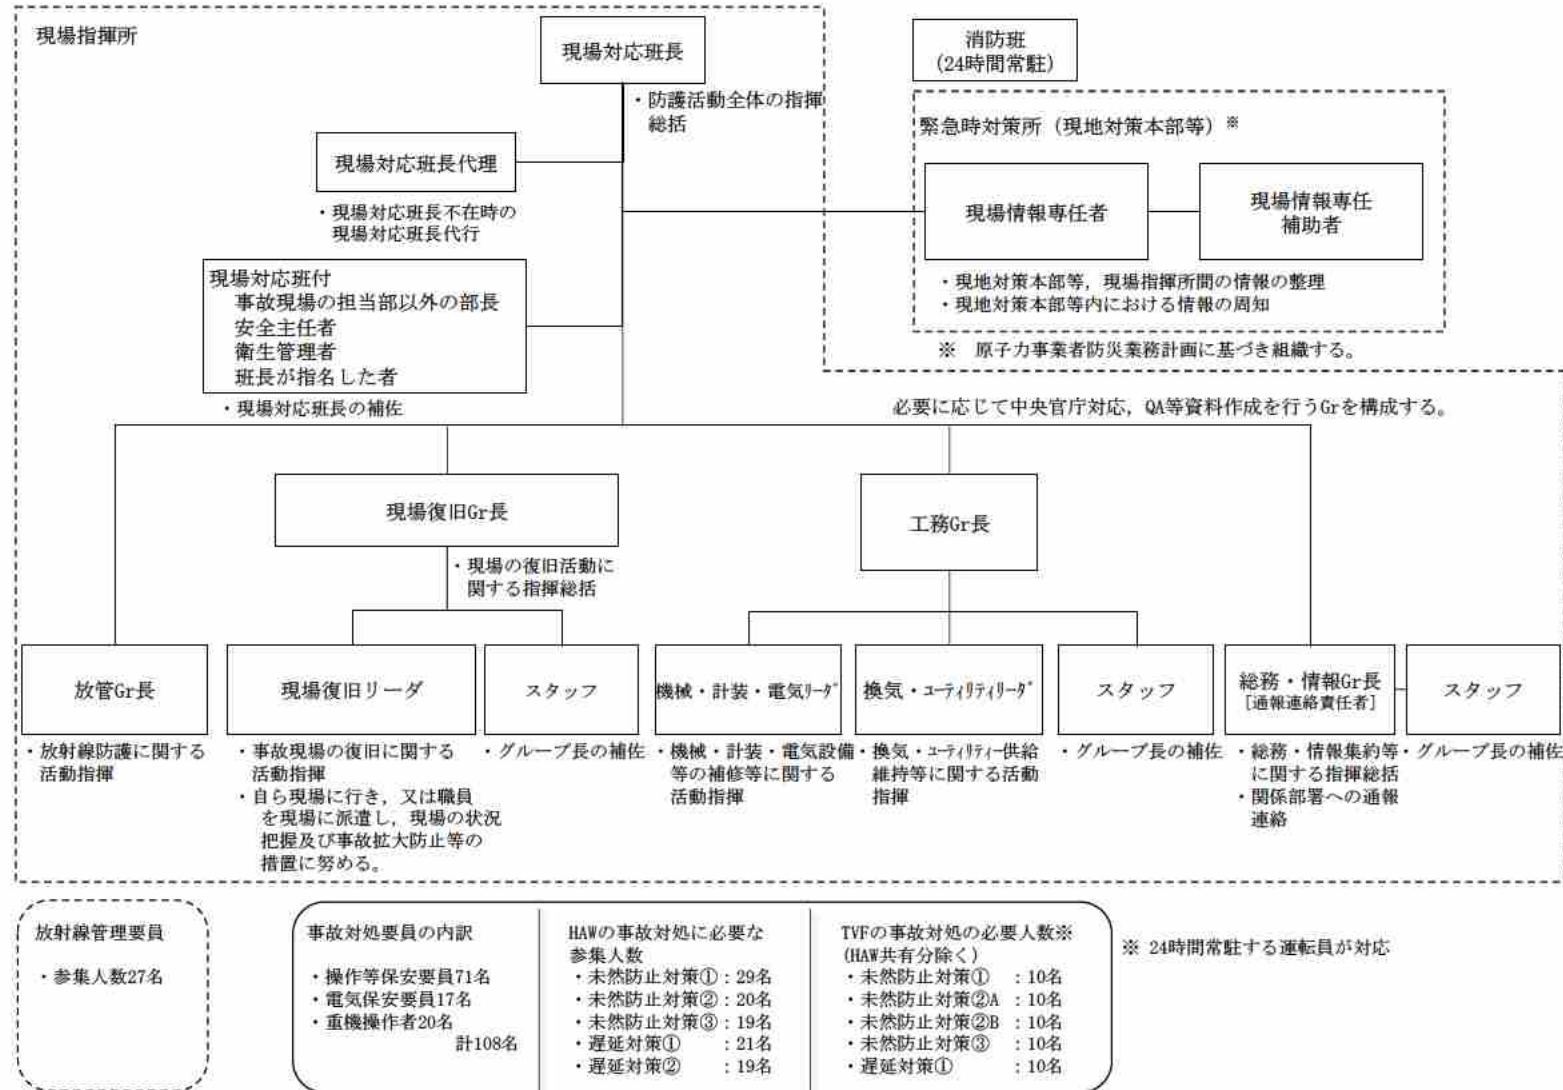 現場指揮所
現場対応班長
・防護活動全体の指揮
総括
現場対応班長代理
・現場対応班長不在時の
現場対応班長代行
現場対応班付
事故現場の担当部以外の部長
安全主任者
衛生管理者
班長が指名した者
・現場対応班長の補佐
消防班
(24時間常駐)
緊急時対策所（現地対策本部等）※
現場情報専任者
現場情報専任
補助者
・現地対策本部等，現場指揮所間の情報の整理
・現地対策本部等内における情報の周知
※　原子力事業者防災業務計画に基づき組織する。
必要に応じて中央官庁対応，QA等資料作成を行うGrを構成する。
現場復旧Gr長
・現場の復旧活動に
関する指揮総括
工務Gr長
放管Gr長
・放射線防護に関する
活動指揮
現場復旧リーダ
・事故現場の復旧に関する
活動指揮
・自ら現場に行き，又は職員
を現場に派遣し，現場の状況
把握及び事故拡大防止等の
措置に努める。
スタッフ
・グループ長の補佐
機械・計装・電気ﾘｰﾀﾞ
・機械・計装・電気設備
等の補修等に関する
活動指揮
換気・ﾕｰﾃｨﾘﾃｨﾘｰﾀﾞ
・換気・ﾕｰﾃｨﾘﾃｨｰ供給
維持等に関する活動
指揮
スタッフ
・グループ長の補佐
総務・情報Gr長
[通報連絡責任者]
・総務・情報集約等
に関する指揮総括
・関係部署への通報
連絡
スタッフ
・グループ長の補佐
放射線管理要員
・参集人数27名
事故対処要員の内訳
・操作等保安要員71名
・電気保安要員17名
・重機操作者20名
計108名
HAWの事故対処に必要な
参集人数
・未然防止対策①：29名
・未然防止対策②：20名
・未然防止対策③：19名
・遅延対策①　　：21名
・遅延対策②　　：19名
TVFの事故対処の必要人数※
(HAW共有分除く)
・未然防止対策①　：10名
・未然防止対策②A ：10名
・未然防止対策②B ：10名
・未然防止対策③　：10名
・遅延対策①　　　：10名
※ 24時間常駐する運転員が対応